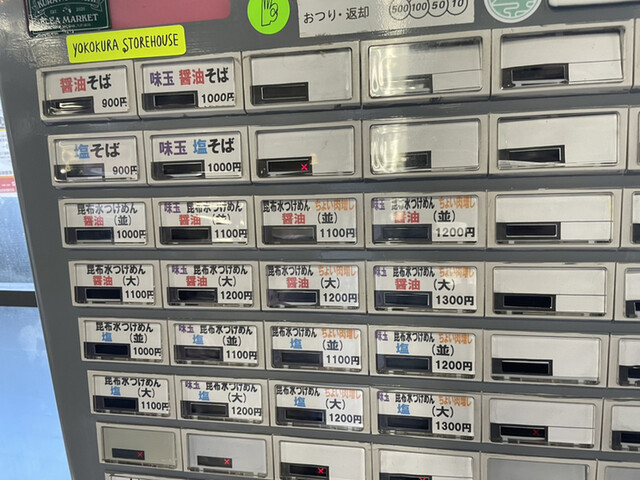 FLEA MARKET
おつり・返却
500 100 50 10
YOKOKURA STOREHOUSE
醤油そば
900円
味玉 醤油そば
1000円
塩そば
900円
味玉 塩そば
1000円
昆布水つけめん
醤油 (並)
1000円
味玉 昆布水つけめん
醤油 (並)
1100円
昆布水つけめん ちょい肉増し
醤油 (並)
1100円
味玉 昆布水つけめん ちょい肉増し
醤油 (並)
1200円
昆布水つけめん
醤油 (大)
1100円
味玉 昆布水つけめん
醤油 (大)
1200円
昆布水つけめん ちょい肉増し
醤油 (大)
1200円
味玉 昆布水つけめん ちょい肉増し
醤油 (大)
1300円
昆布水つけめん
塩 (並)
1000円
味玉 昆布水つけめん
塩 (並)
1100円
昆布水つけめん ちょい肉増し
塩 (並)
1100円
味玉 昆布水つけめん ちょい肉増し
塩 (並)
1200円
昆布水つけめん
塩 (大)
1100円
味玉 昆布水つけめん
塩 (大)
1200円
昆布水つけめん ちょい肉増し
塩 (大)
1200円
味玉 昆布水つけめん ちょい肉増し
塩 (大)
1300円